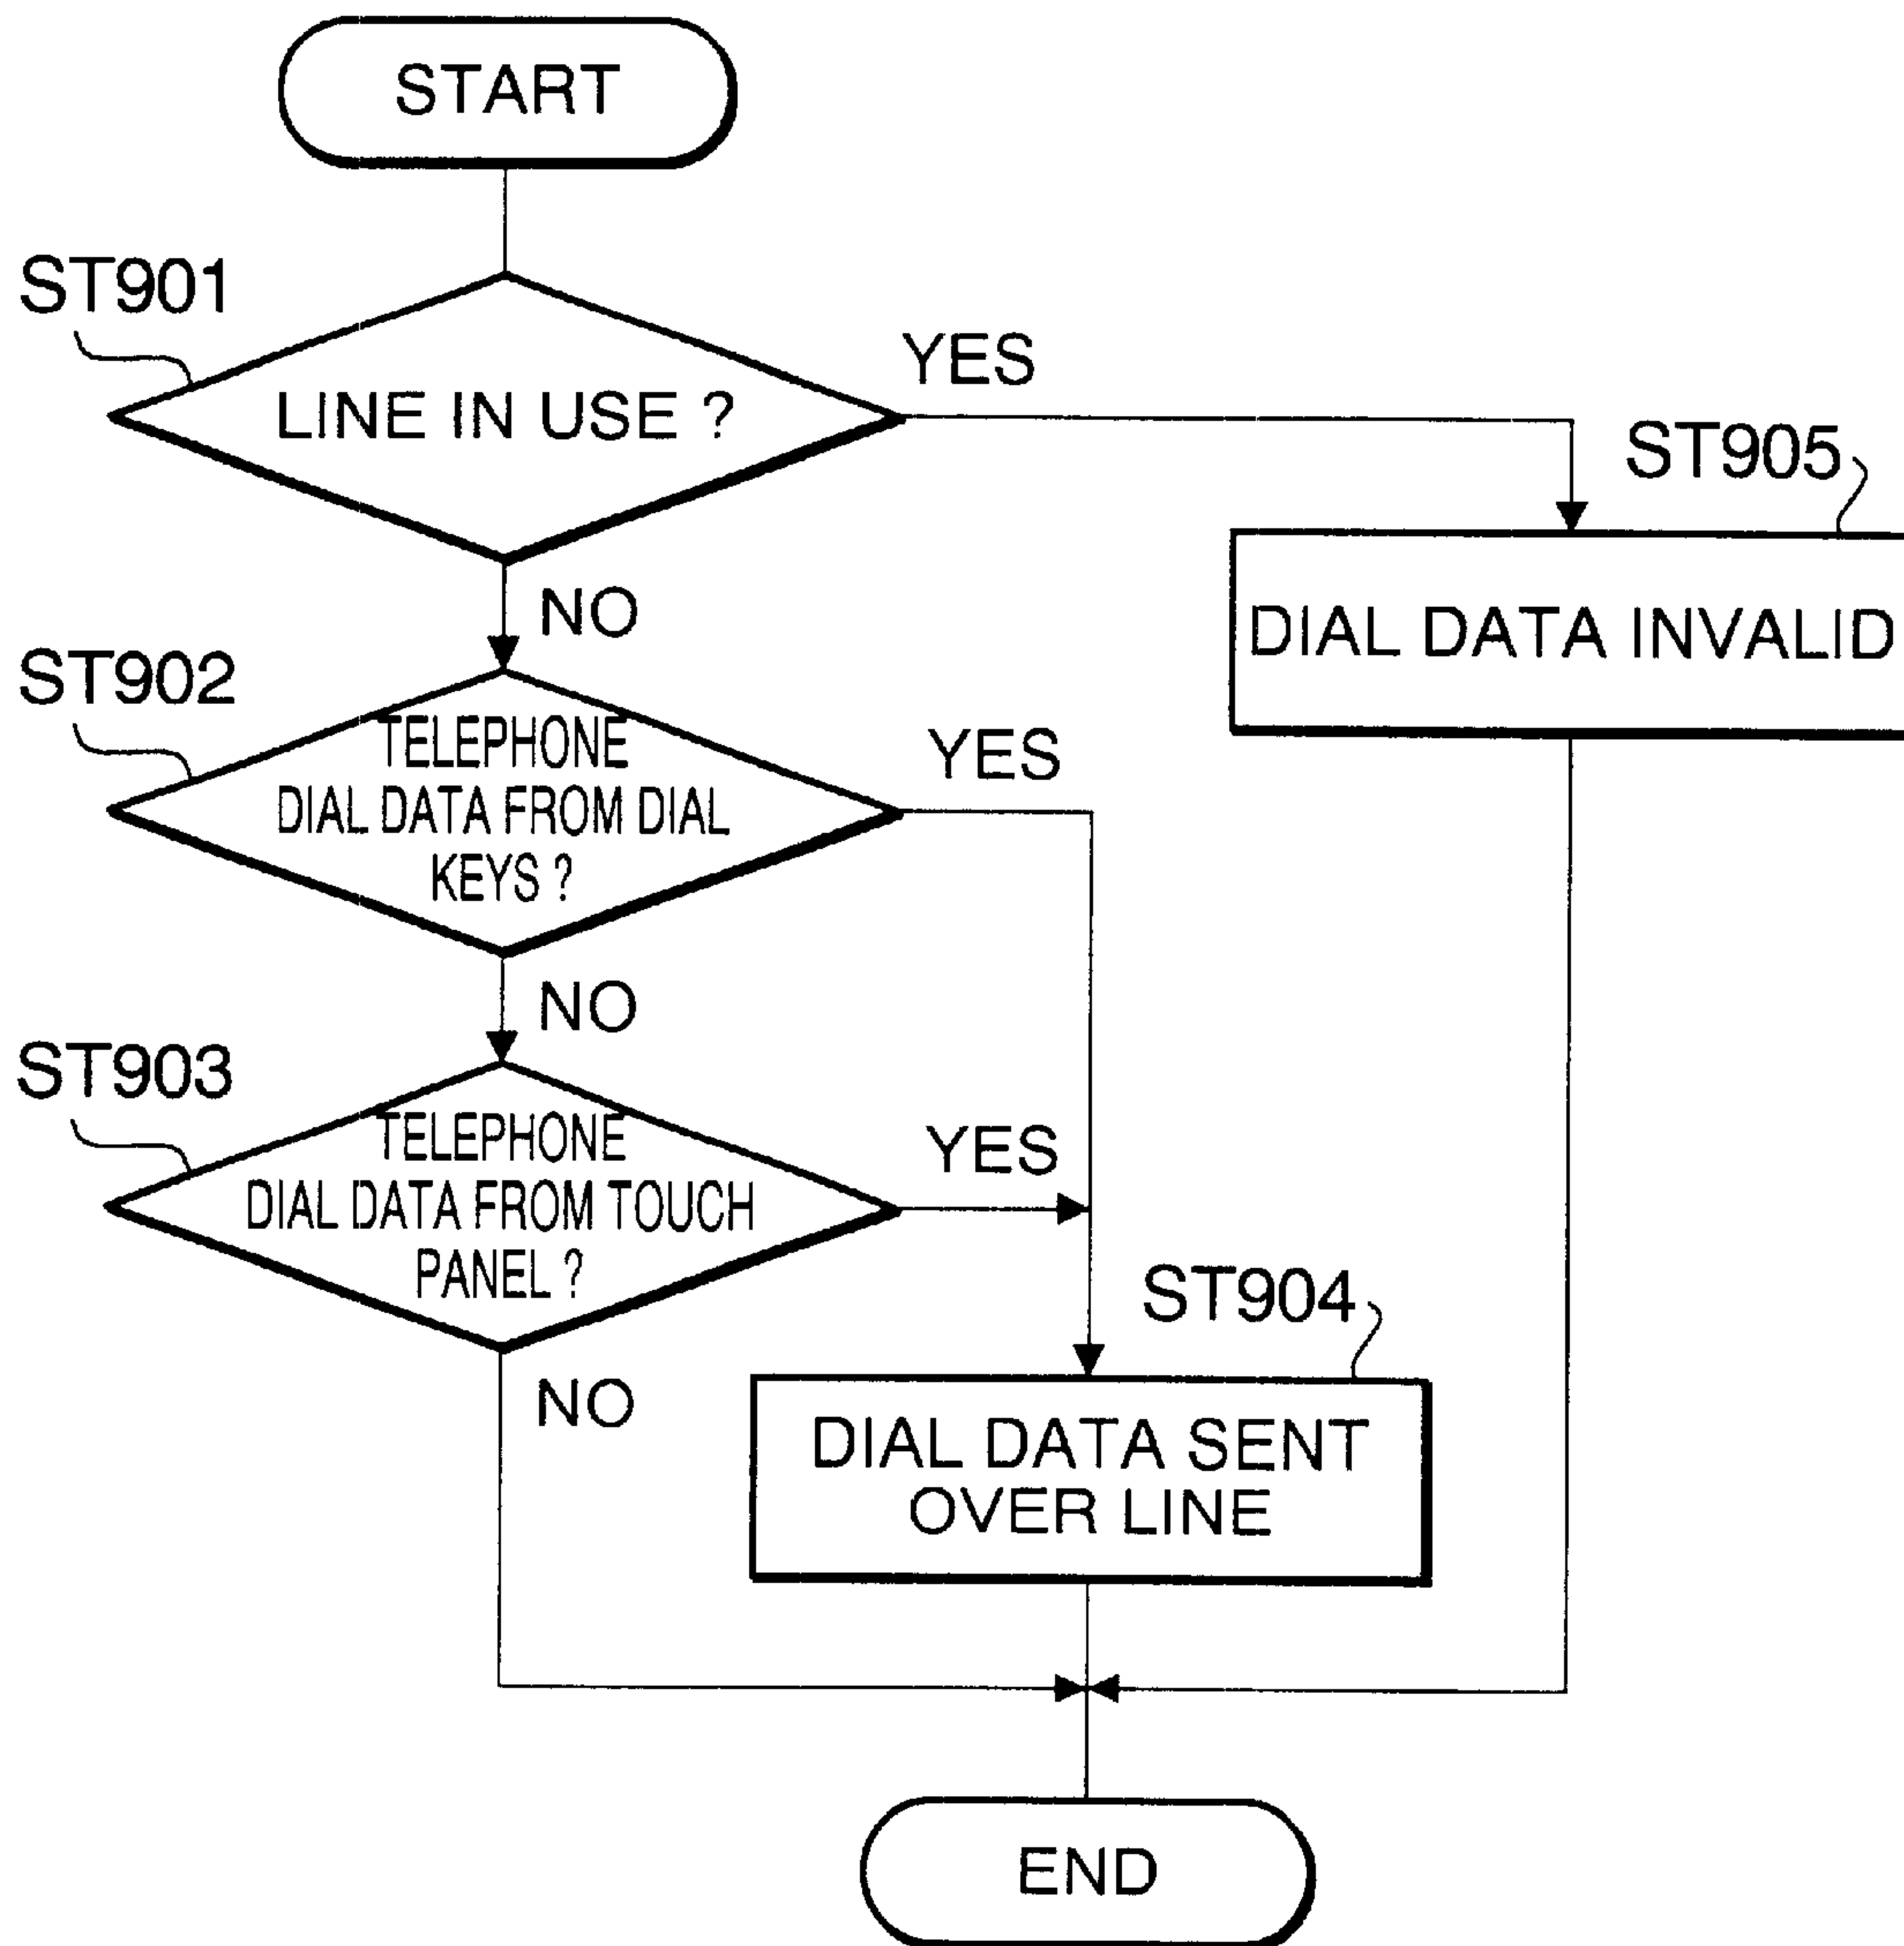 START
ST901
LINE IN USE ?
YES
NO
ST905
DIAL DATA INVALID
ST902
TELEPHONE
DIAL DATA FROM DIAL
KEYS ?
YES
NO
ST903
TELEPHONE
DIAL DATA FROM TOUCH
PANEL ?
YES
NO
ST904
DIAL DATA SENT
OVER LINE
END